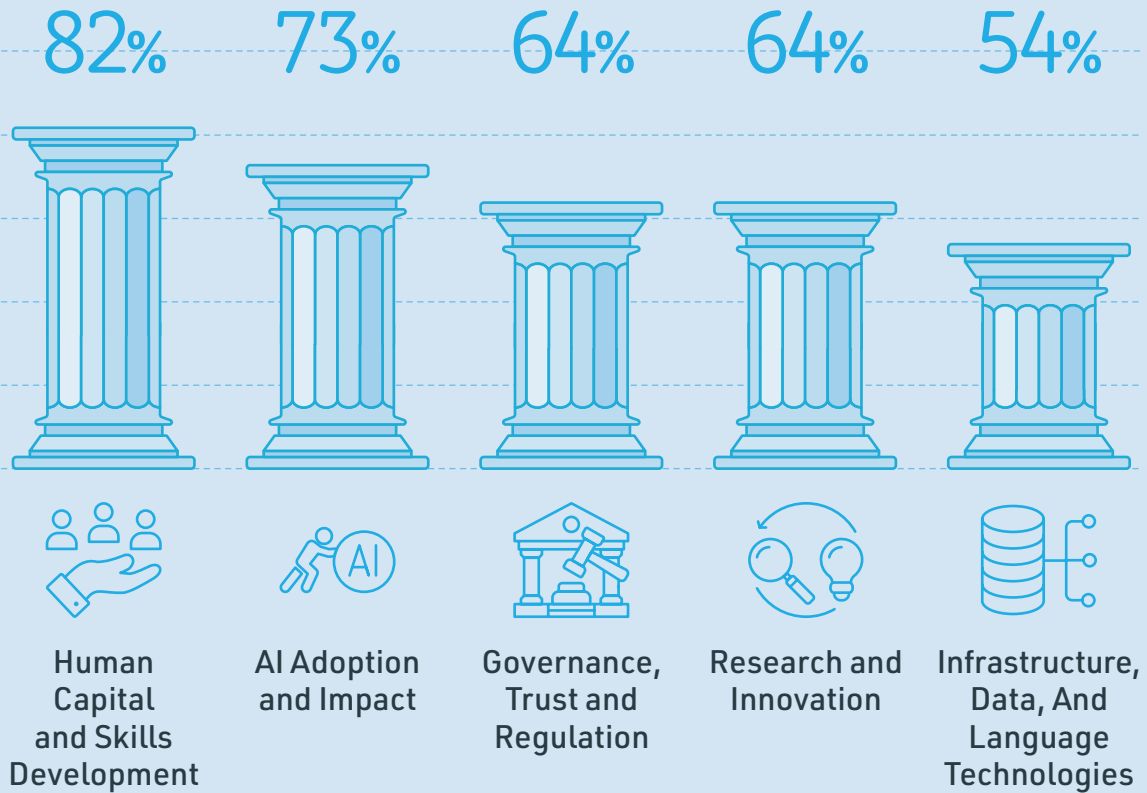 82%
73%
64%
64%
54%
AI
Human
Capital
and Skills
Development
AI Adoption
and Impact
Governance,
Trust and
Regulation
Research and
Innovation
Infrastructure,
Data, And
Language
Technologies